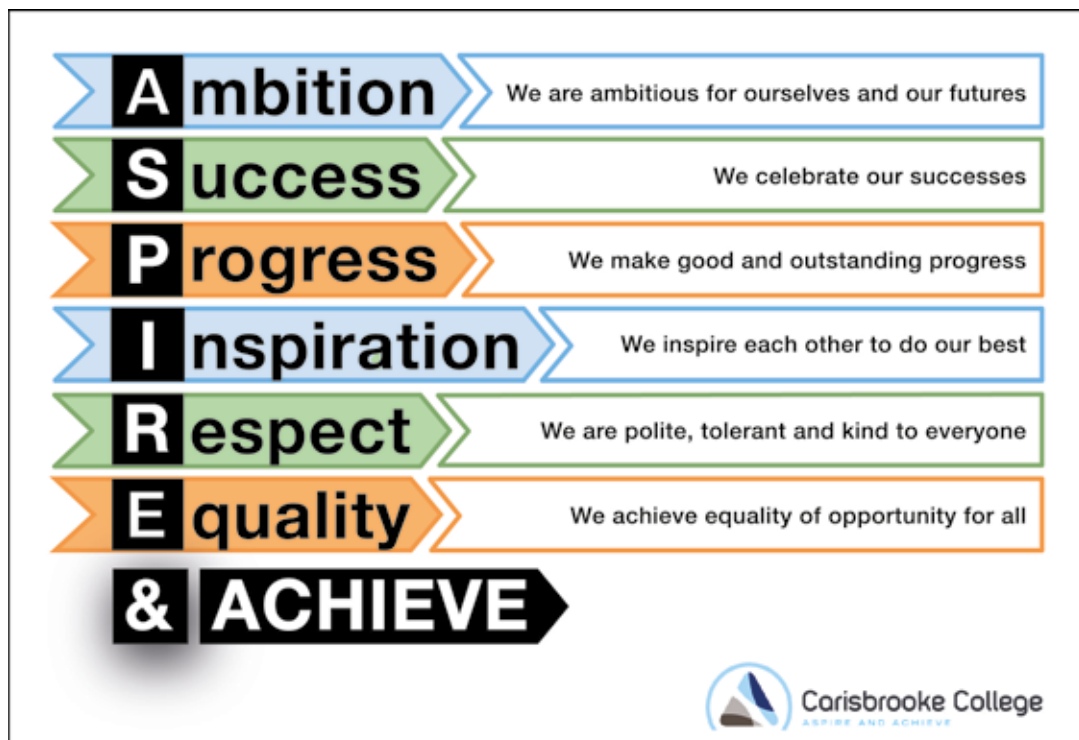 Ambition We are ambitious for ourselves and our futures
Success We celebrate our successes
Progress We make good and outstanding progress
Inspiration We inspire each other to do our best
Respect We are polite, tolerant and kind to everyone
Equality We achieve equality of opportunity for all
& ACHIEVE
Carisbrooke College
ASPIRE AND ACHIEVE